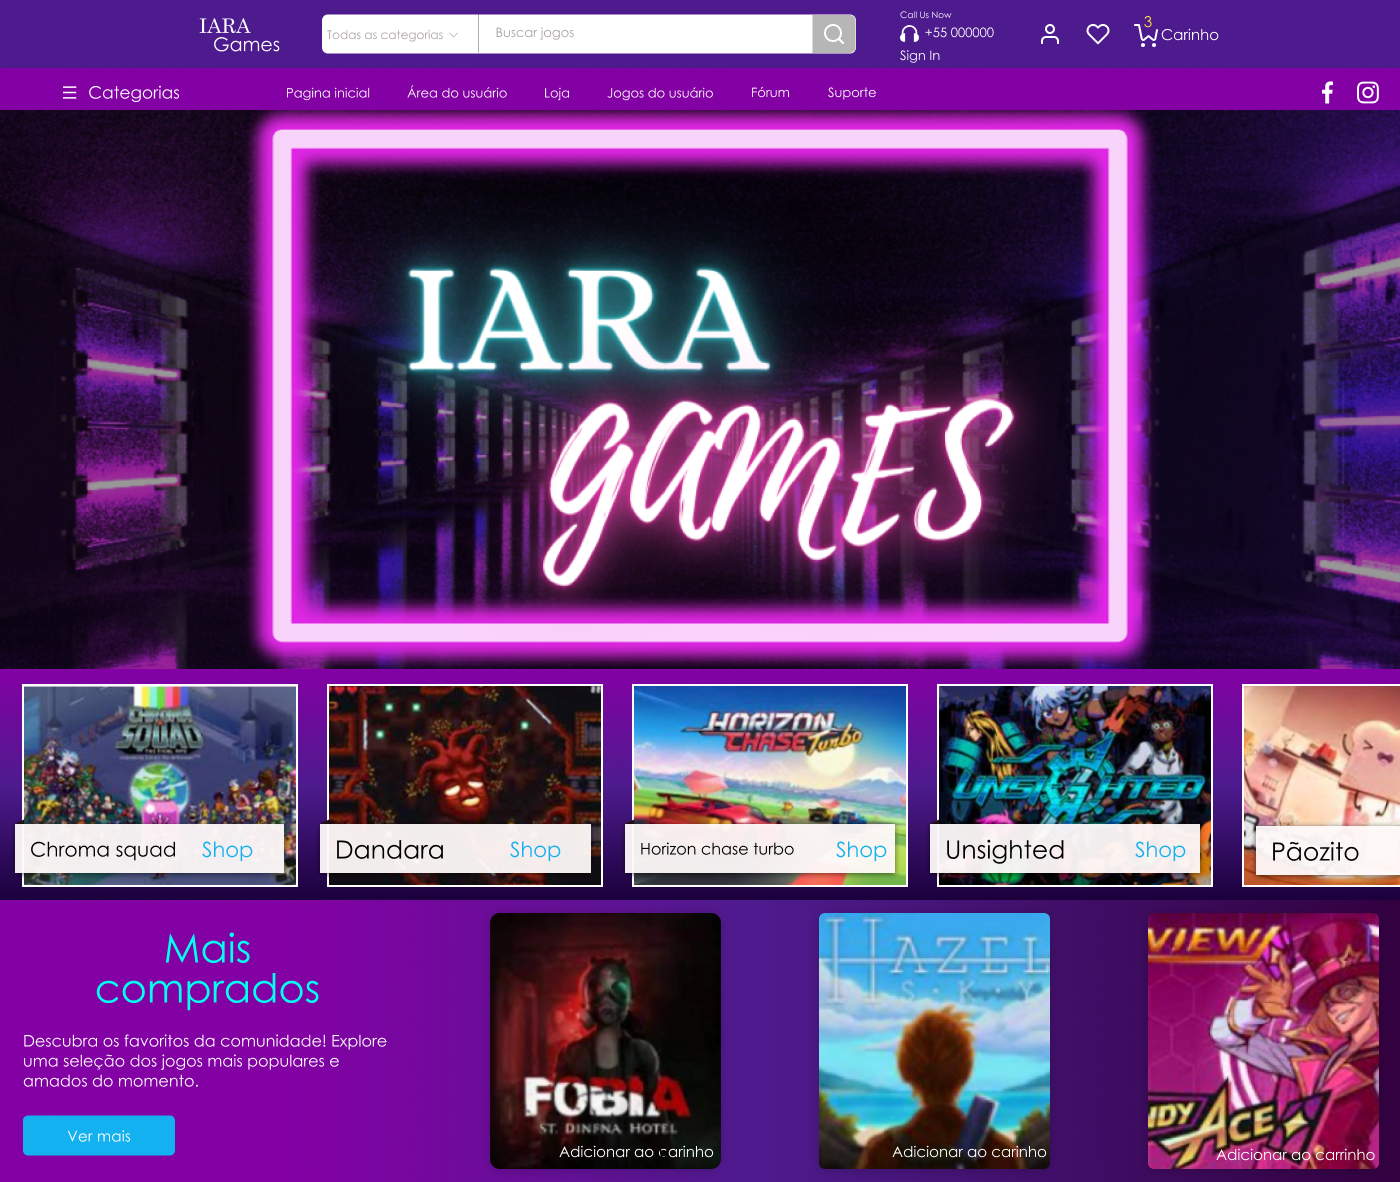 IARA
Games
Todas as categorias
Buscar jogos
Call Us Now
+55 000000
Sign In
3
Carinho
Categorias
Pagina inicial
Área do usuário
Loja
Jogos do usuário
Fórum
Suporte
IARA
gamES
CHROMA
SQUAD
HORIZON
CHASE Turbo
UNSIGHTED
Chroma squad
Shop
Dandara
Shop
Horizon chase turbo
Shop
Unsighted
Shop
Pãozito
Mais
comprados
Descubra os favoritos da comunidade! Explore
uma seleção dos jogos mais populares e
amados do momento.
Ver mais
FOBIA
ST. DINFNA HOTEL
Adicionar ao carinho
HAZEL
SKY
Adicionar ao carinho
VIEW!
NDY ACE
Adicionar ao carrinho